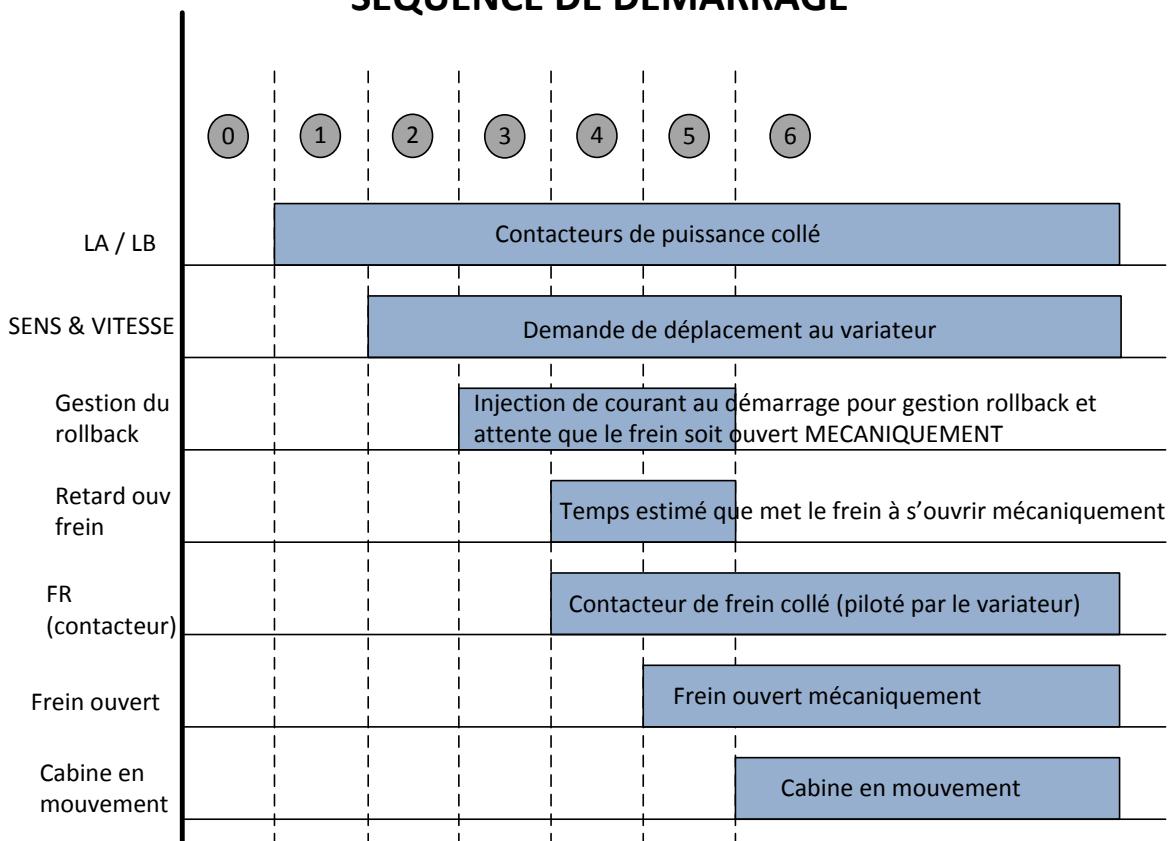 SEQUENCE DE DEMARRAGE
0 1 2 3 4 5 6
LA / LB
Contacteurs de puissance collé
SENS & VITESSE
Demande de déplacement au variateur
Gestion du
rollback
Injection de courant au démarrage pour gestion rollback et
attente que le frein soit ouvert MECANIQUEMENT
Retard ouv
frein
Temps estimé que met le frein à s’ouvrir mécaniquement
FR
(contacteur)
Contacteur de frein collé (piloté par le variateur)
Frein ouvert
Frein ouvert mécaniquement
Cabine en
mouvement
Cabine en mouvement